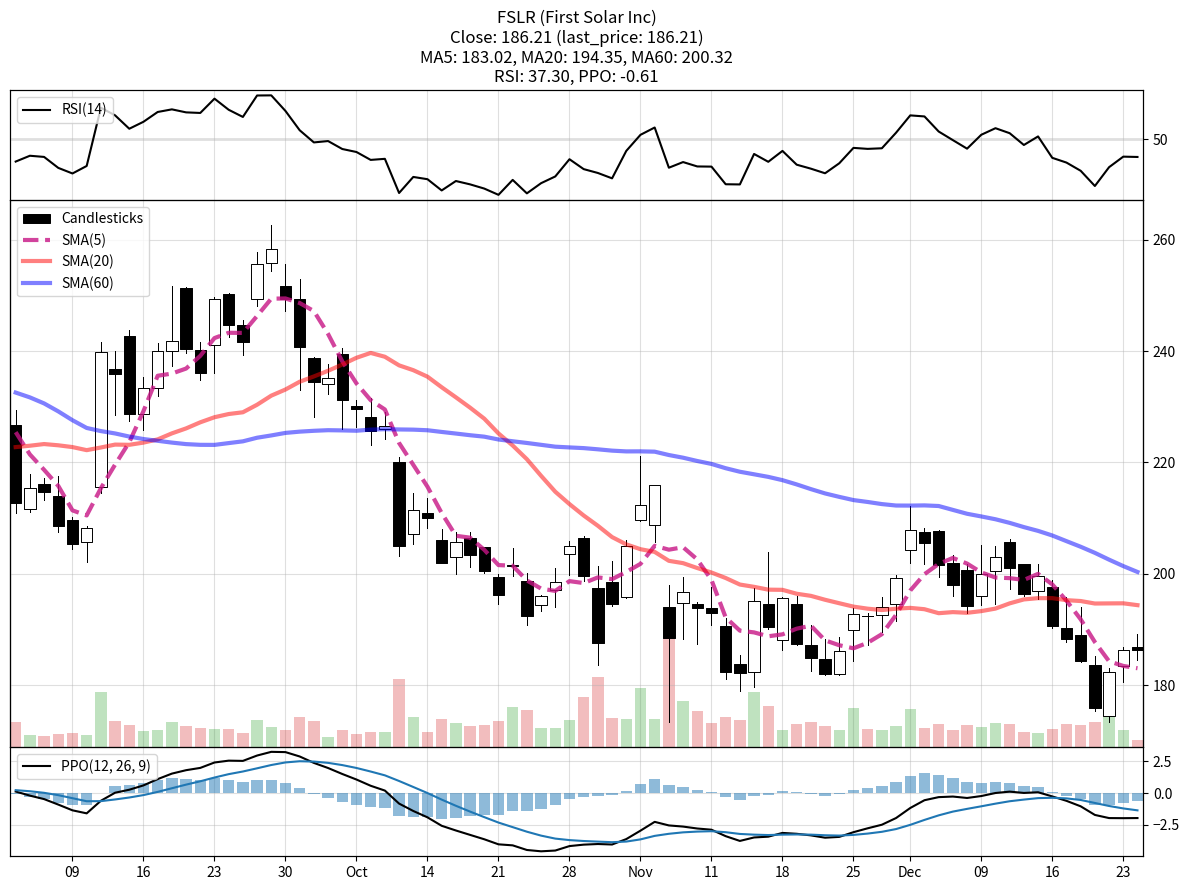 FSLR (First Solar Inc)
Close: 186.21 (last_price: 186.21)
MA5: 183.02, MA20: 194.35, MA60: 200.32
RSI: 37.30, PPO: -0.61
RSI(14)
50
Candlesticks
SMA(5)
SMA(20)
SMA(60)
260
240
220
200
180
PPO(12, 26, 9)
2.5
0.0
−2.5
09 16 23 30 Oct 14 21 28 Nov 11 18 25 Dec 09 16 23